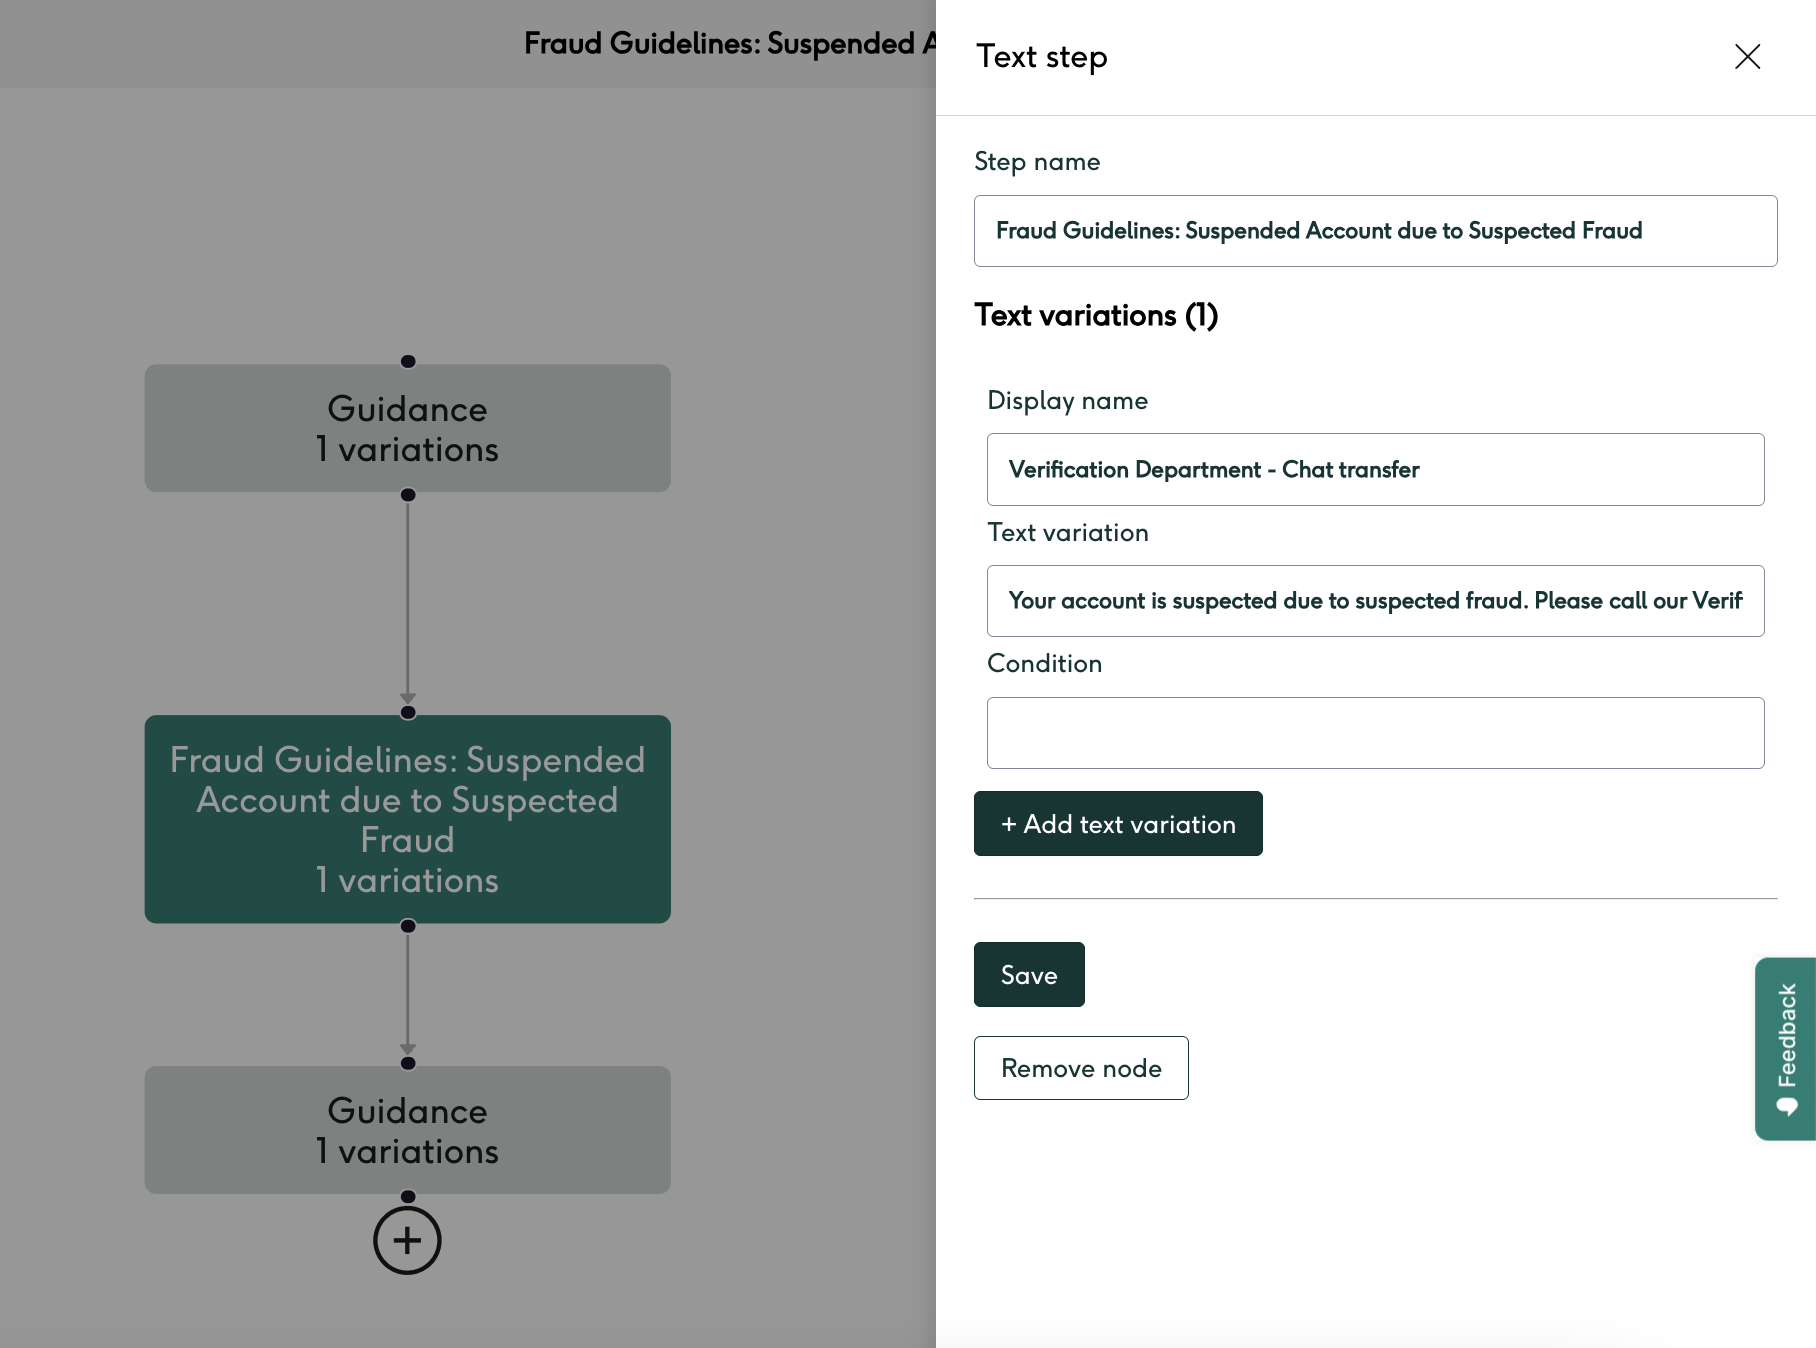 Fraud Guidelines: Suspended
Text step
Step name
Fraud Guidelines: Suspended Account due to Suspected Fraud
Text variations (1)
Display name
Verification Department - Chat transfer
Text variation
Your account is suspected due to suspected fraud. Please call our Verif
Condition
+ Add text variation
Save
Remove node
Feedback
Guidance
1 variations
Fraud Guidelines: Suspended
Account due to Suspected
Fraud
1 variations
Guidance
1 variations